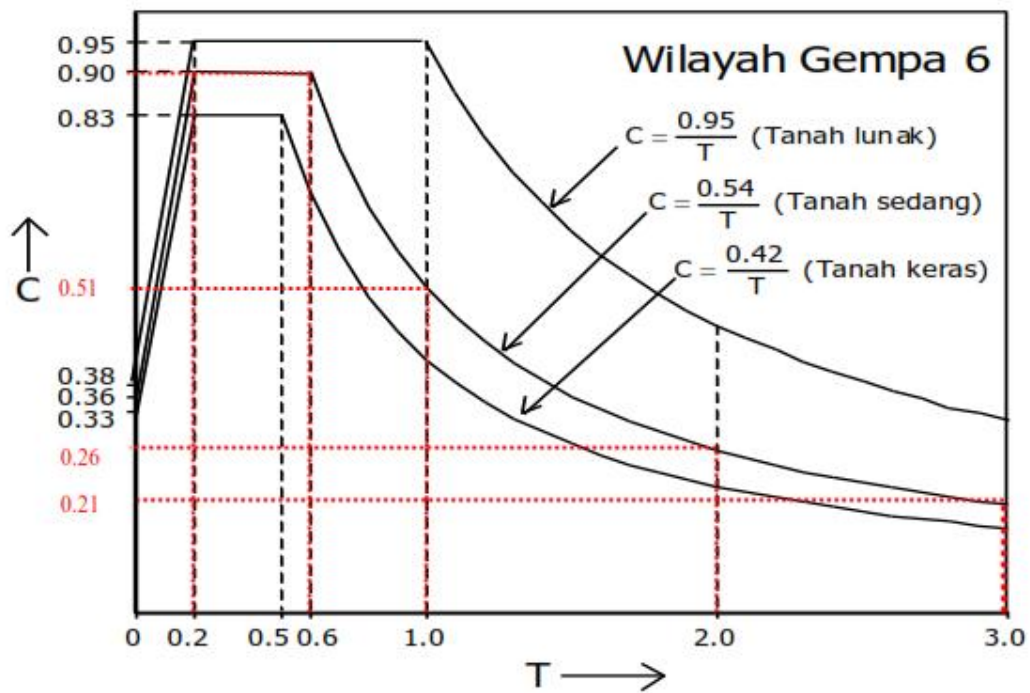 Wilayah Gempa 6
0.95
0.90
0.83
C = 0.95/T (Tanah lunak)
C = 0.54/T (Tanah sedang)
C = 0.42/T (Tanah keras)
C
0.51
0.38
0.36
0.33
0.26
0.21
0 0.2 0.5 0.6 1.0 2.0 3.0
T